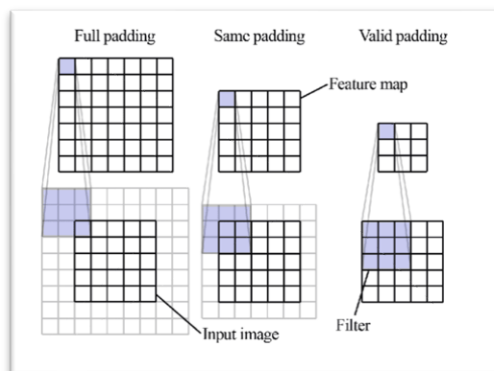 Full padding
Same padding
Valid padding
Feature map
Input image
Filter